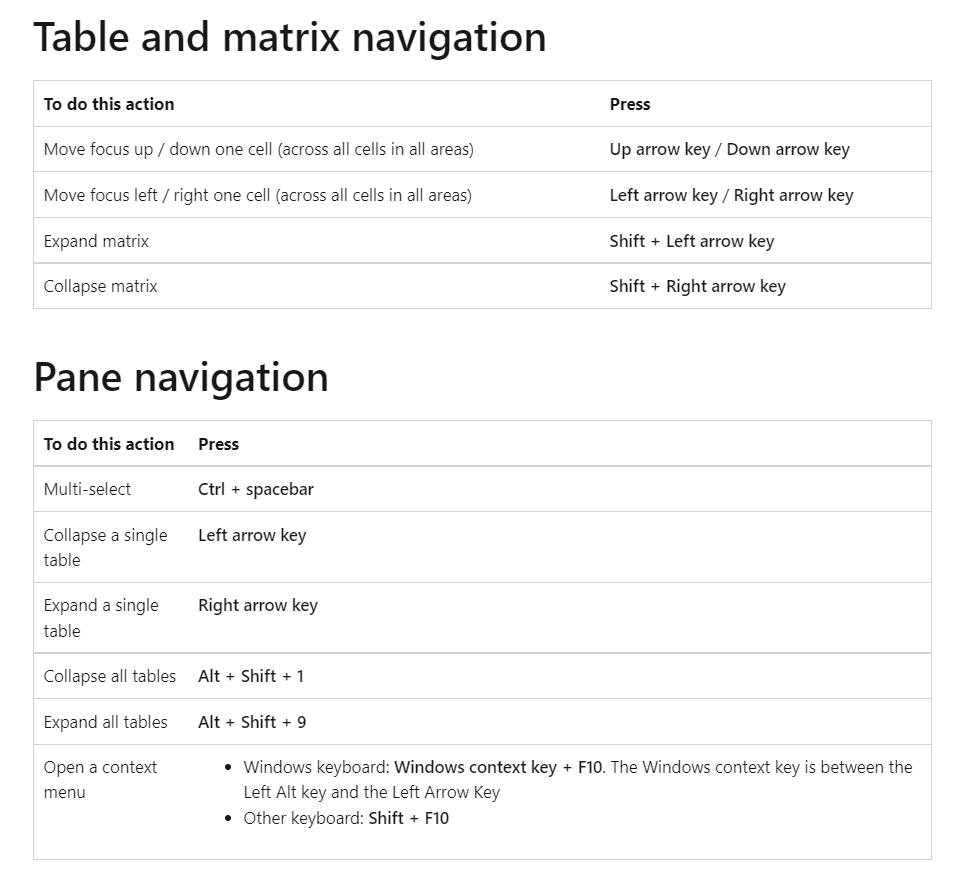 Table and matrix navigation
To do this action Press
Move focus up / down one cell (across all cells in all areas) Up arrow key / Down arrow key
Move focus left / right one cell (across all cells in all areas) Left arrow key / Right arrow key
Expand matrix Shift + Left arrow key
Collapse matrix Shift + Right arrow key
Pane navigation
To do this action Press
Multi-select Ctrl + spacebar
Collapse a single Left arrow key
table
Expand a single Right arrow key
table
Collapse all tables Alt + Shift + 1
Expand all tables Alt + Shift + 9
Open a context • Windows keyboard: Windows context key + F10. The Windows context key is between the
menu Left Alt key and the Left Arrow Key
• Other keyboard: Shift + F10